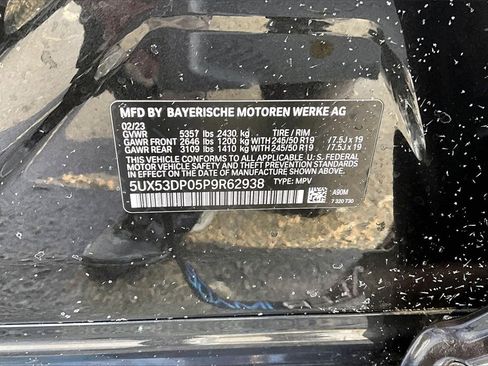 MFD BY BAYERISCHE MOTOREN WERKE AG
02/23
GVWR 5357 lbs 2430 kg TIRE / RIM
GAWR FRONT 2646 lbs 1200 kg WITH 245/50 R19 / 7.5J x 19
GAWR REAR 3109 lbs 1410 kg WITH 245/50 R19 / 7.5J x 19
THIS VEHICLE CONFORMS TO ALL APPLICABLE U.S. FEDERAL
MOTOR VEHICLE SAFETY AND THEFT PREVENTION STANDARDS
IN EFFECT ON THE DATE OF MANUFACTURE SHOWN ABOVE.
5UX53DP05P9R62938 TYPE: MPV
A90M
7 320 730